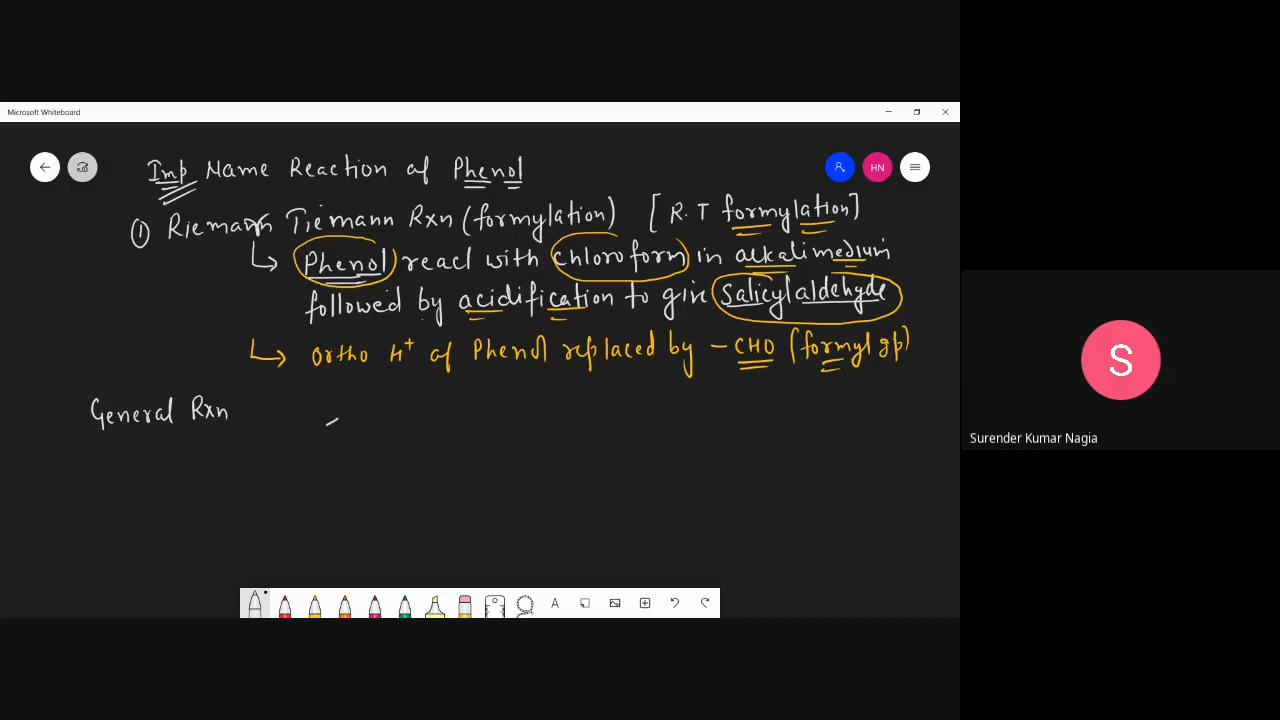 Microsoft Whiteboard
Imp Name Reaction of Phenol
HN
① Riemann Tiemann Rxn (formylation) [R.T formylation]
↳ Phenol react with chloroform in alkali medium
followed by acidification to give Salicylaldehyde
↳ Ortho H+ of Phenol replaced by - CHO (formyl gp)
S
General Rxn
Surender Kumar Nagia
A